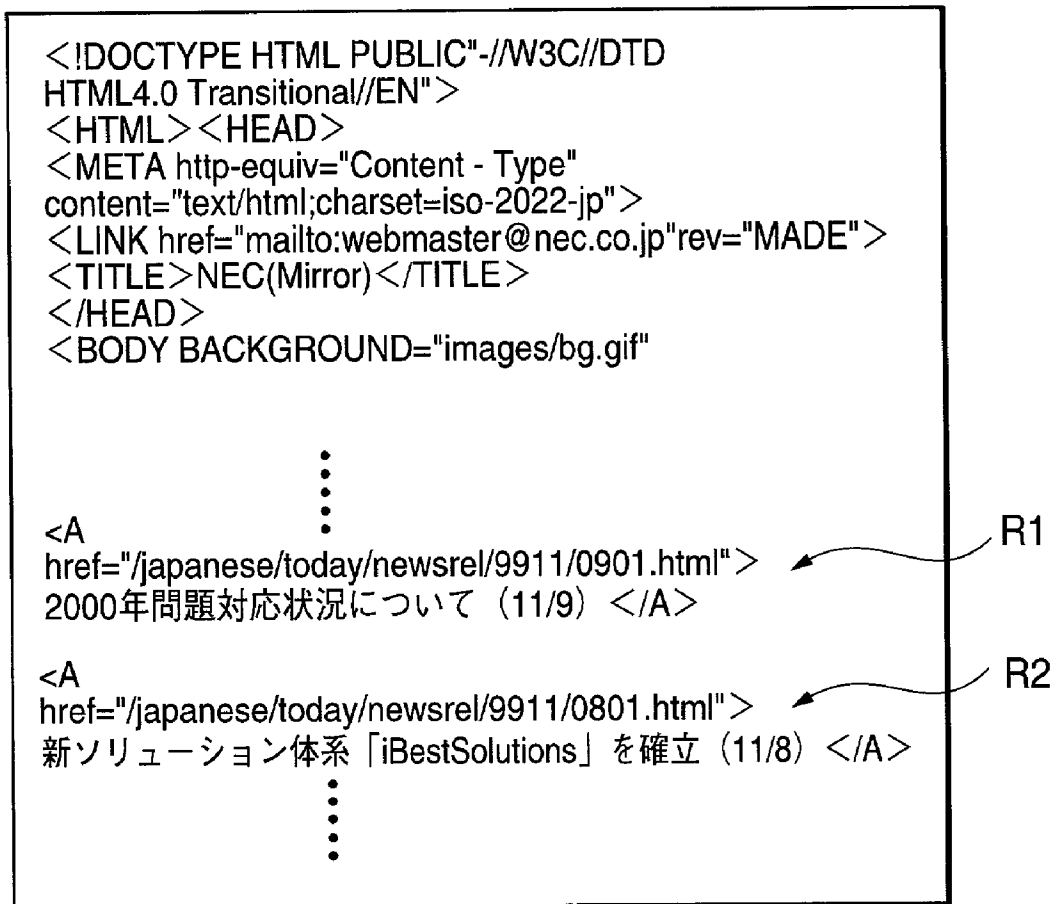 <!DOCTYPE HTML PUBLIC"-//W3C//DTD
HTML4.0 Transitional//EN">
<HTML><HEAD>
<META http-equiv="Content - Type"
content="text/html;charset=iso-2022-jp">
<LINK href="mailto:webmaster@nec.co.jp"rev="MADE">
<TITLE>NEC(Mirror)</TITLE>
</HEAD>
<BODY BACKGROUND="images/bg.gif"
<A
href="/japanese/today/newsrel/9911/0901.html">
R1
2000年問題対応状況について（11/9）</A>
<A
href="/japanese/today/newsrel/9911/0801.html">
R2
新ソリューション体系「iBestSolutions」を確立（11/8）</A>